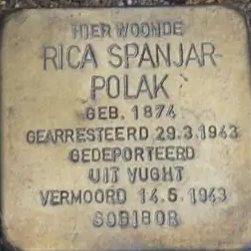 HIER WOONDE
RICA SPANJAR-
POLAK
GEB. 1874
GEARRESTEERD 29.3.1943
GEDEPORTEERD
UIT VUGHT
VERMOORD 14.5.1943
SOBIBOR